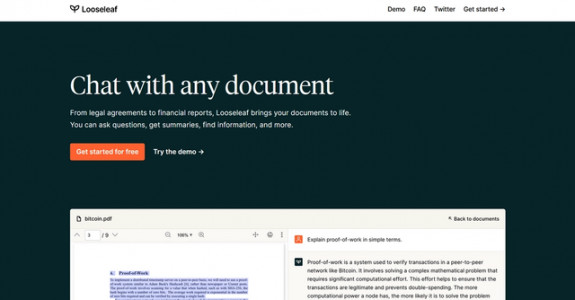 Looseleaf
Demo FAQ Twitter Get started →
Chat with any document
From legal agreements to financial reports, Looseleaf brings your documents to life.
You can ask questions, get summaries, find information, and more.
Get started for free Try the demo →
bitcoin.pdf
Back to documents
/ 9
100%
Explain proof-of-work in simple terms.
4. Proof-of-Work
Proof-of-work is a system used to verify transactions in a peer-to-peer
network like Bitcoin. It involves solving a complex mathematical problem that
requires significant computational effort. This effort helps to ensure that the
transactions are legitimate and prevents double-spending. The more
computational power a node has, the more likely it is to solve the problem